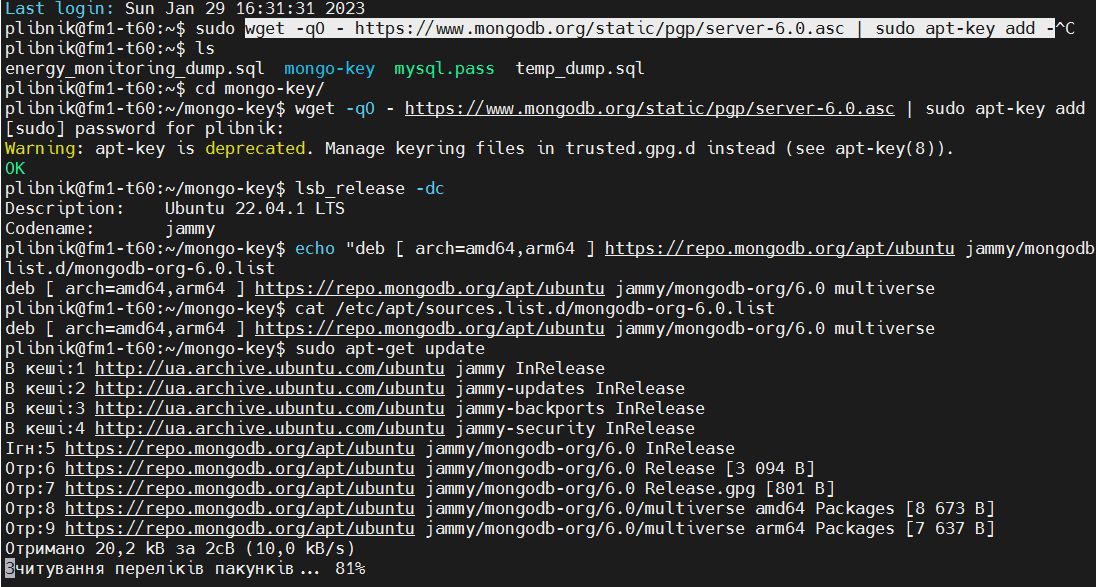 Last login: Sun Jan 29 16:31:31 2023
plibnik@fm1-t60:~$ sudo wget -qO - https://www.mongodb.org/static/pgp/server-6.0.asc | sudo apt-key add -^C
plibnik@fm1-t60:~$ ls
energy_monitoring_dump.sql  mongo-key  mysql.pass  temp_dump.sql
plibnik@fm1-t60:~$ cd mongo-key/
plibnik@fm1-t60:~/mongo-key$ wget -qO - https://www.mongodb.org/static/pgp/server-6.0.asc | sudo apt-key add
[sudo] password for plibnik:
Warning: apt-key is deprecated. Manage keyring files in trusted.gpg.d instead (see apt-key(8)).
OK
plibnik@fm1-t60:~/mongo-key$ lsb_release -dc
Description:    Ubuntu 22.04.1 LTS
Codename:       jammy
plibnik@fm1-t60:~/mongo-key$ echo "deb [ arch=amd64,arm64 ] https://repo.mongodb.org/apt/ubuntu jammy/mongodb
list.d/mongodb-org-6.0.list
deb [ arch=amd64,arm64 ] https://repo.mongodb.org/apt/ubuntu jammy/mongodb-org/6.0 multiverse
plibnik@fm1-t60:~/mongo-key$ cat /etc/apt/sources.list.d/mongodb-org-6.0.list
deb [ arch=amd64,arm64 ] https://repo.mongodb.org/apt/ubuntu jammy/mongodb-org/6.0 multiverse
plibnik@fm1-t60:~/mongo-key$ sudo apt-get update
В кеші:1 http://ua.archive.ubuntu.com/ubuntu jammy InRelease
В кеші:2 http://ua.archive.ubuntu.com/ubuntu jammy-updates InRelease
В кеші:3 http://ua.archive.ubuntu.com/ubuntu jammy-backports InRelease
В кеші:4 http://ua.archive.ubuntu.com/ubuntu jammy-security InRelease
Ігн:5 https://repo.mongodb.org/apt/ubuntu jammy/mongodb-org/6.0 InRelease
Отр:6 https://repo.mongodb.org/apt/ubuntu jammy/mongodb-org/6.0 Release [3 094 B]
Отр:7 https://repo.mongodb.org/apt/ubuntu jammy/mongodb-org/6.0 Release.gpg [801 B]
Отр:8 https://repo.mongodb.org/apt/ubuntu jammy/mongodb-org/6.0/multiverse amd64 Packages [8 673 B]
Отр:9 https://repo.mongodb.org/apt/ubuntu jammy/mongodb-org/6.0/multiverse arm64 Packages [7 637 B]
Отримано 20,2 kB за 2сВ (10,0 kB/s)
Зчитування переліків пакунків... 81%